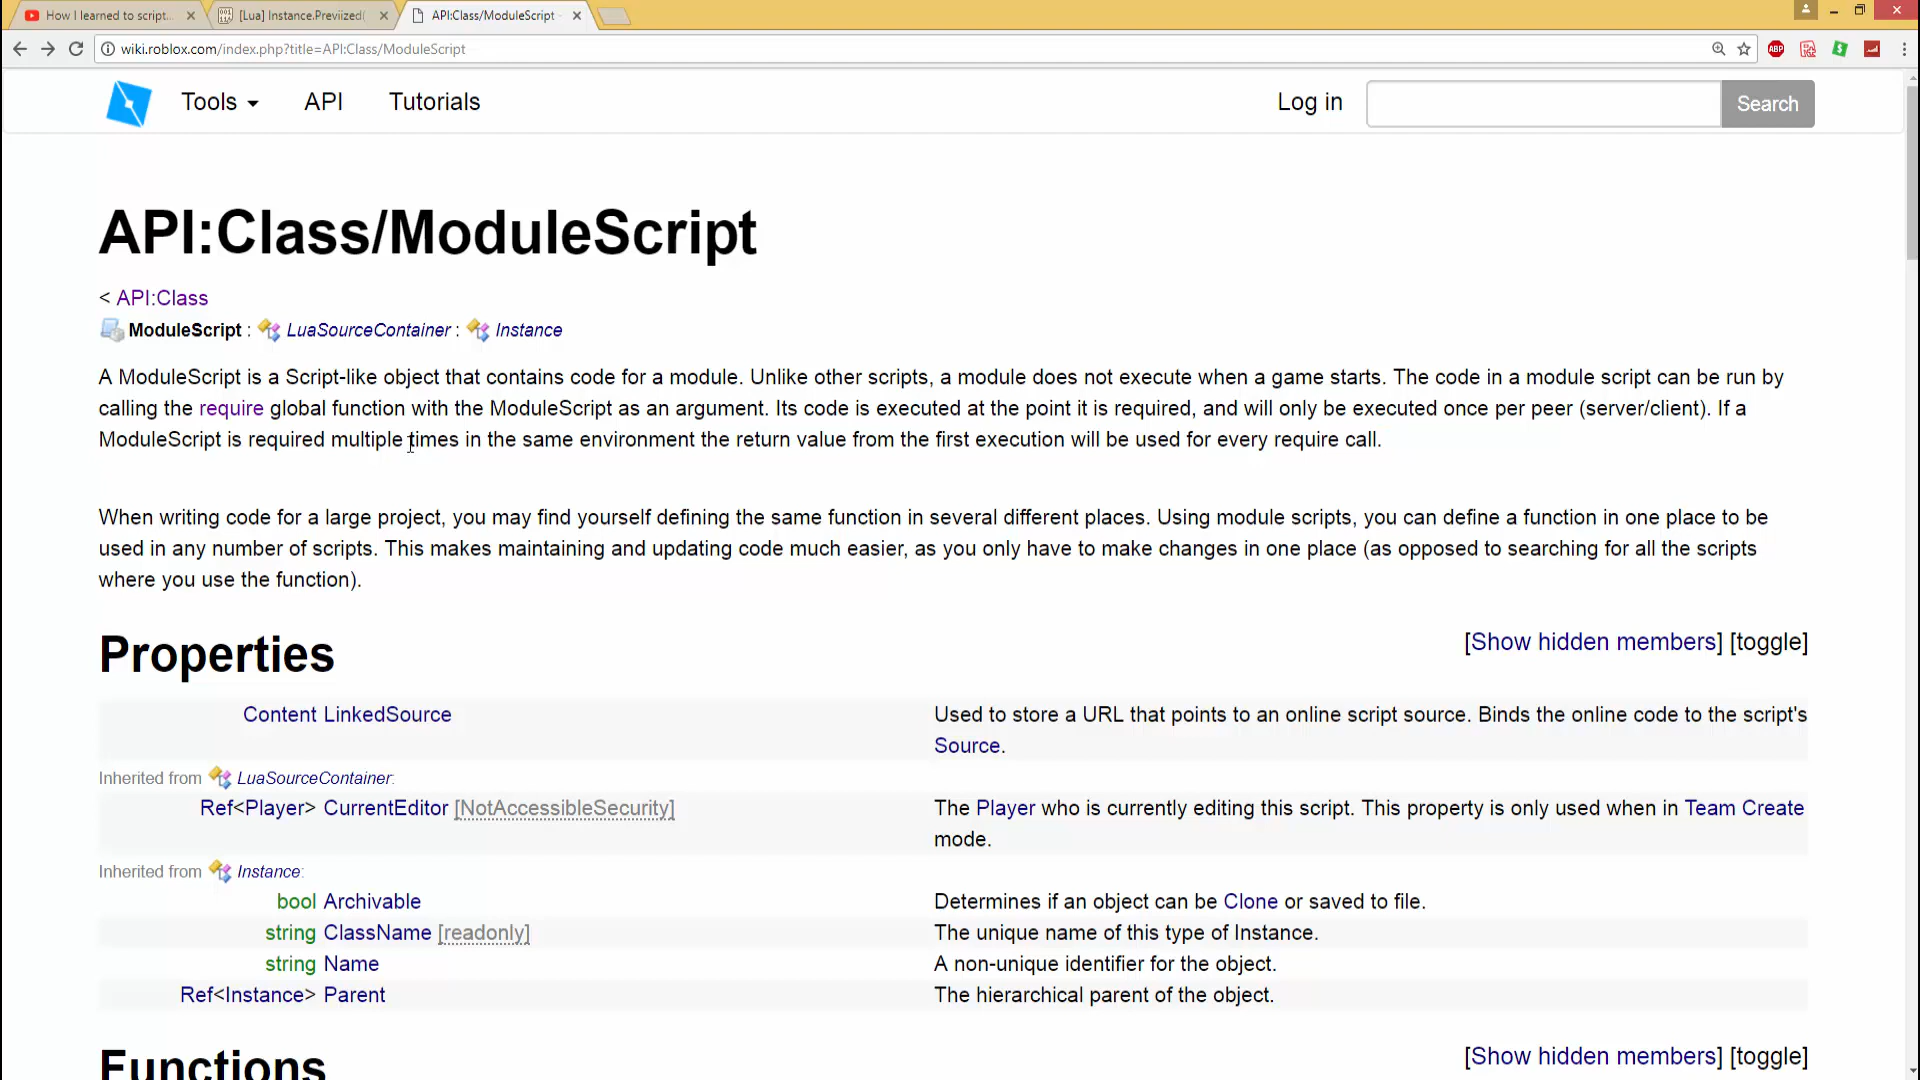 How I learned to script...
[Lua] Instance.Previized(
API:Class/ModuleScript -
wiki.roblox.com/index.php?title=API:Class/ModuleScript
ABP
Tools
API
Tutorials
Log in
Search
API:Class/ModuleScript
< API:Class
ModuleScript : LuaSourceContainer : Instance
A ModuleScript is a Script-like object that contains code for a module. Unlike other scripts, a module does not execute when a game starts. The code in a module script can be run by
calling the require global function with the ModuleScript as an argument. Its code is executed at the point it is required, and will only be executed once per peer (server/client). If a
ModuleScript is required multiple times in the same environment the return value from the first execution will be used for every require call.
When writing code for a large project, you may find yourself defining the same function in several different places. Using module scripts, you can define a function in one place to be
used in any number of scripts. This makes maintaining and updating code much easier, as you only have to make changes in one place (as opposed to searching for all the scripts
where you use the function).
Properties
[Show hidden members] [toggle]
Content LinkedSource
Used to store a URL that points to an online script source. Binds the online code to the script's
Source.
Inherited from LuaSourceContainer:
Ref<Player> CurrentEditor [NotAccessibleSecurity]
The Player who is currently editing this script. This property is only used when in Team Create
mode.
Inherited from Instance:
bool Archivable
Determines if an object can be Clone or saved to file.
string ClassName [readonly]
The unique name of this type of Instance.
string Name
A non-unique identifier for the object.
Ref<Instance> Parent
The hierarchical parent of the object.
Functions
[Show hidden members] [toggle]